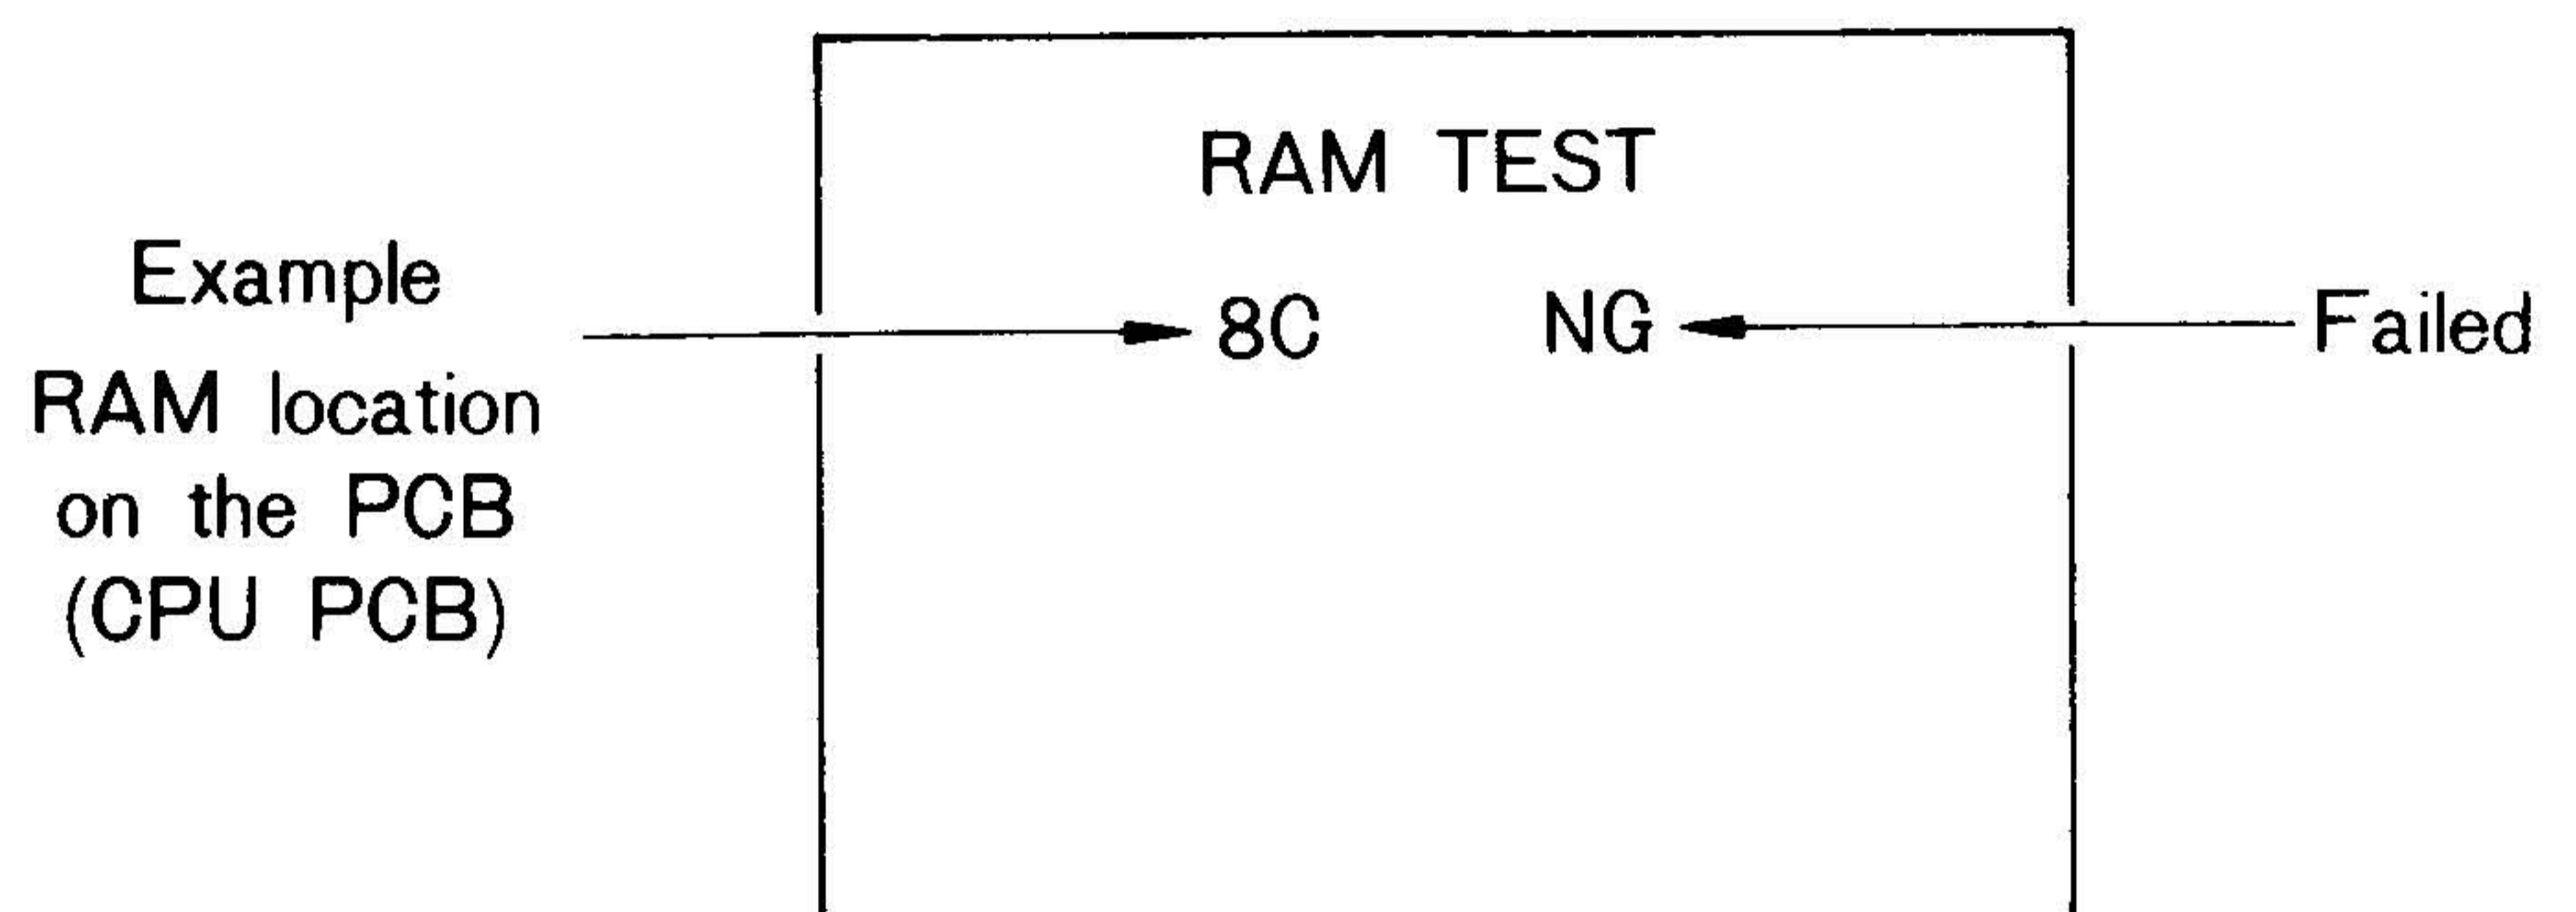 RAM TEST
Example
RAM location
on the PCB
(CPU PCB)
8C NG
Failed